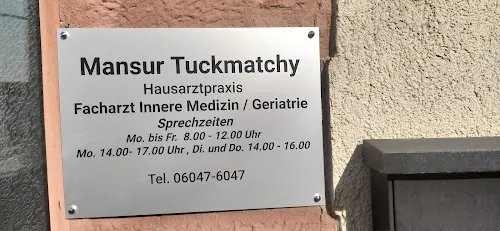 Mansur Tuckmatchy
Hausarztpraxis
Facharzt Innere Medizin / Geriatrie
Sprechzeiten
Mo. bis Fr. 8.00 - 12.00 Uhr
Mo. 14.00- 17.00 Uhr , Di. und Do. 14.00 - 16.00
Tel. 06047-6047